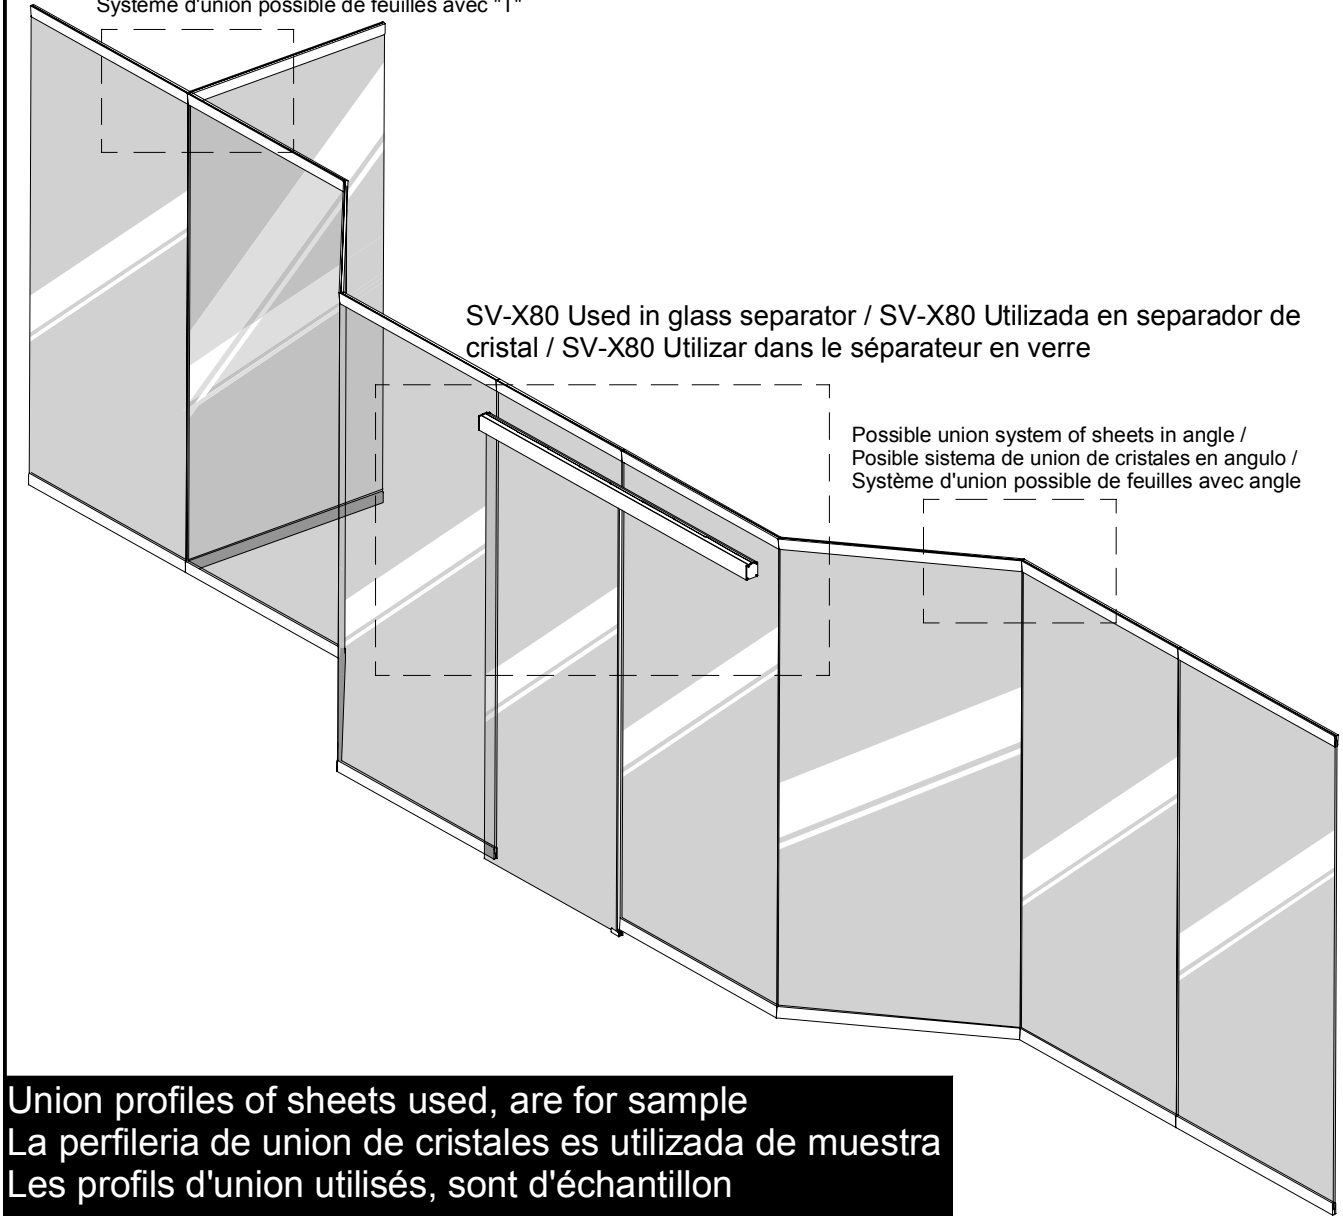 Système d'union possible de feuilles avec "T"
SV-X80 Used in glass separator / SV-X80 Utilizada en separador de
cristal / SV-X80 Utilizar dans le séparateur en verre
Possible union system of sheets in angle /
Posible sistema de union de cristales en angulo /
Système d'union possible de feuilles avec angle
Union profiles of sheets used, are for sample
La perfileria de union de cristales es utilizada de muestra
Les profils d'union utilisés, sont d'échantillon